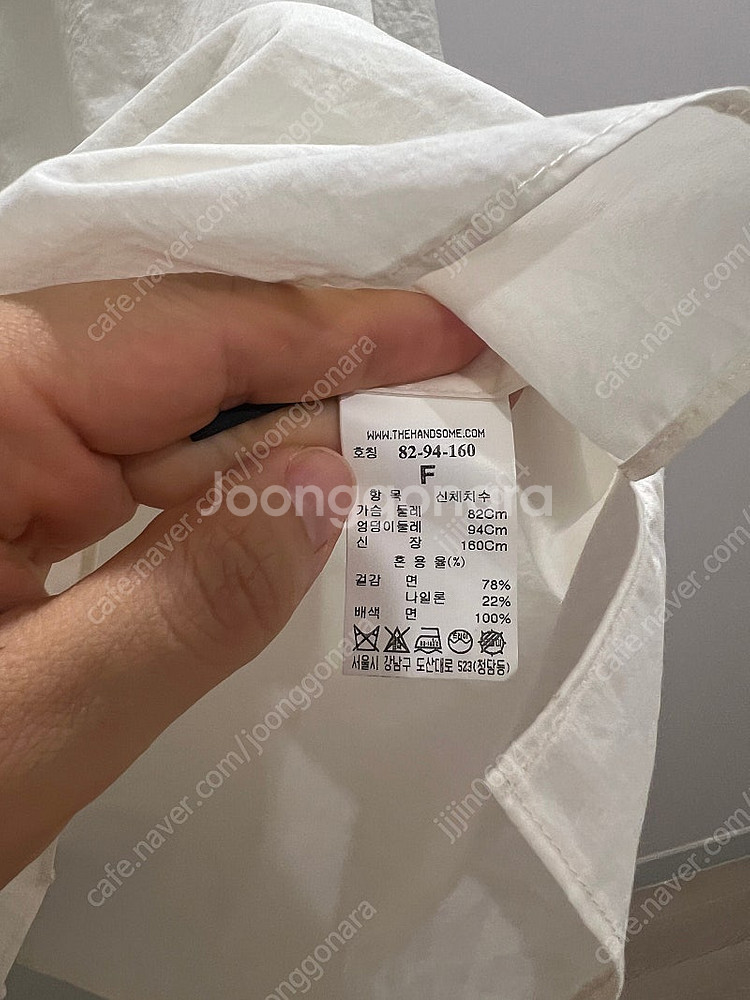 WWW.THEHANDSOME.COM
호칭 82-94-160
F
항 목 신체치수
가슴 둘레 82Cm
엉덩이둘레 94Cm
신 장 160Cm
혼 용 율(%)
겉감 면 78%
나일론 22%
배색 면 100%
서울시 강남구 도산대로 523(청담동)
Joonggonara
cafe.naver.com/joonggonara
jjjin0604